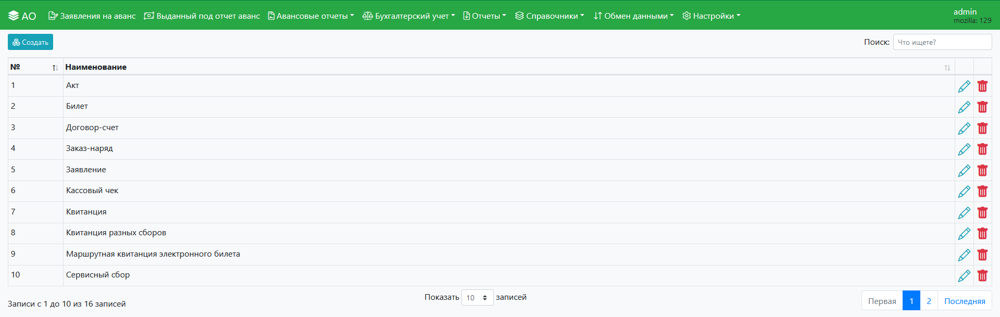 АО Заявления на аванс Выданный под отчет аванс Авансовые отчеты Бухгалтерский учет Отчеты Справочники Обмен данными Настройки admin
mozilla: 129
Создать Поиск: Что ищете?
№ Наименование
1 Акт
2 Билет
3 Договор-счет
4 Заказ-наряд
5 Заявление
6 Кассовый чек
7 Квитанция
8 Квитанция разных сборов
9 Маршрутная квитанция электронного билета
10 Сервисный сбор
Показать 10 записей
Записи с 1 до 10 из 16 записей Первая 1 2 Последняя